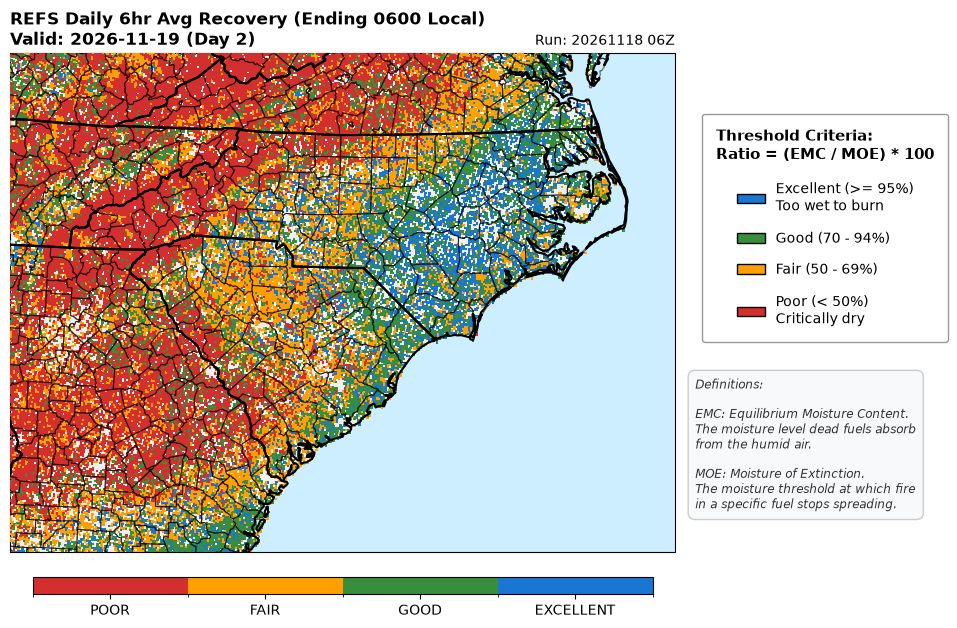 REFS Daily 6hr Avg Recovery (Ending 0600 Local)
Valid: 2026-11-19 (Day 2)
Run: 20261118 06Z
Threshold Criteria:
Ratio = (EMC / MOE) * 100
Excellent (>= 95%)
Too wet to burn
Good (70 - 94%)
Fair (50 - 69%)
Poor (< 50%)
Critically dry
Definitions:
EMC: Equilibrium Moisture Content.
The moisture level dead fuels absorb
from the humid air.
MOE: Moisture of Extinction.
The moisture threshold at which fire
in a specific fuel stops spreading.
POOR
FAIR
GOOD
EXCELLENT